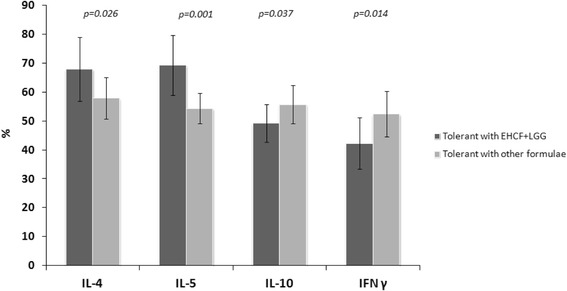 p=0.026 p=0.001 p=0.037 p=0.014
90
80
70
60
50
40
30
20
10
0
%
IL-4 IL-5 IL-10 IFN γ
Tolerant with EHCF+LGG
Tolerant with other formulae